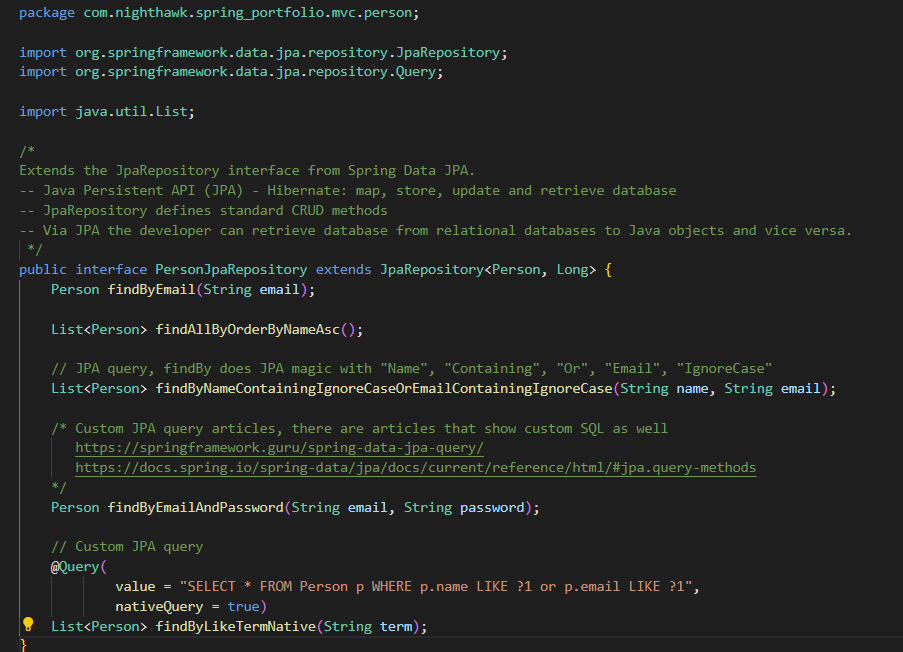 package com.nighthawk.spring_portfolio.mvc.person;
import org.springframework.data.jpa.repository.JpaRepository;
import org.springframework.data.jpa.repository.Query;
import java.util.List;
/*
Extends the JpaRepository interface from Spring Data JPA.
-- Java Persistent API (JPA) - Hibernate: map, store, update and retrieve database
-- JpaRepository defines standard CRUD methods
-- Via JPA the developer can retrieve database from relational databases to Java objects and vice versa.
*/
public interface PersonJpaRepository extends JpaRepository<Person, Long> {
Person findByEmail(String email);
List<Person> findAllByOrderByNameAsc();
// JPA query, findBy does JPA magic with "Name", "Containing", "Or", "Email", "IgnoreCase"
List<Person> findByNameContainingIgnoreCaseOrEmailContainingIgnoreCase(String name, String email);
/* Custom JPA query articles, there are articles that show custom SQL as well
https://springframework.guru/spring-data-jpa-query/
https://docs.spring.io/spring-data/jpa/docs/current/reference/html/#jpa.query-methods
*/
Person findByEmailAndPassword(String email, String password);
// Custom JPA query
@Query(
value = "SELECT * FROM Person p WHERE p.name LIKE ?1 or p.email LIKE ?1",
nativeQuery = true)
List<Person> findByLikeTermNative(String term);
}